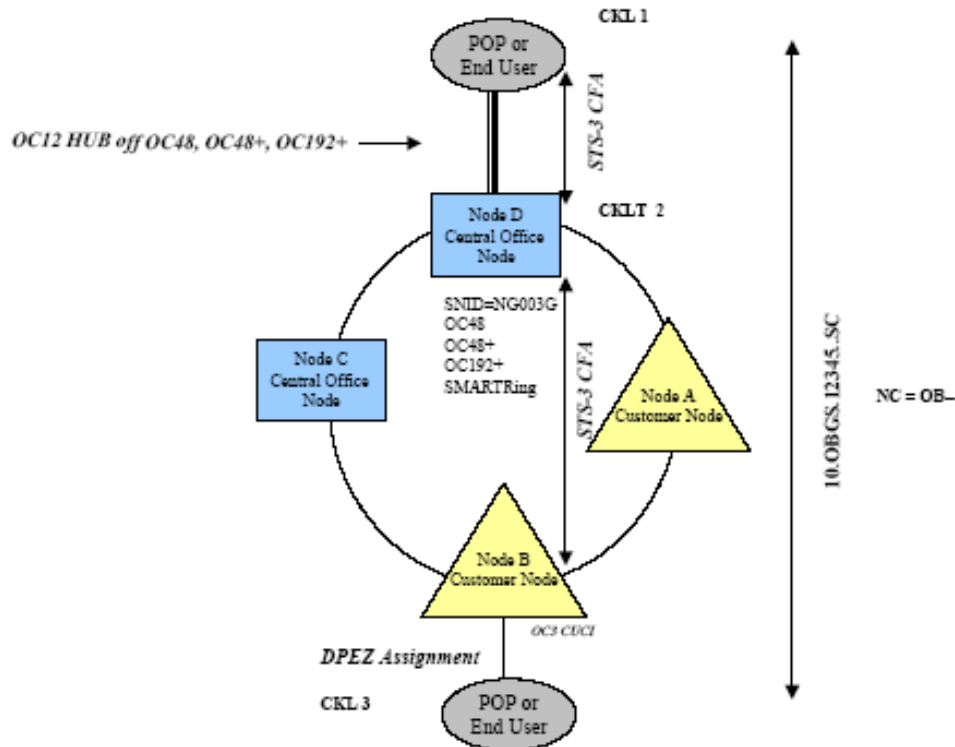 CKL 1
POP or
End User
STS-3 CFA
OC12 HUB off OC48, OC48+, OC192+
CKLT 2
Node D
Central Office
Node
SNID=NG003G
OC48
OC48+
OC192+
SMARTRing
STS-3 CFA
Node C
Central Office
Node
Node A
Customer Node
10.OBGS.12345..SC
NC = OB–
Node B
Customer Node
OC3 CUCI
DPEZ Assignment
CKL 3
POP or
End User